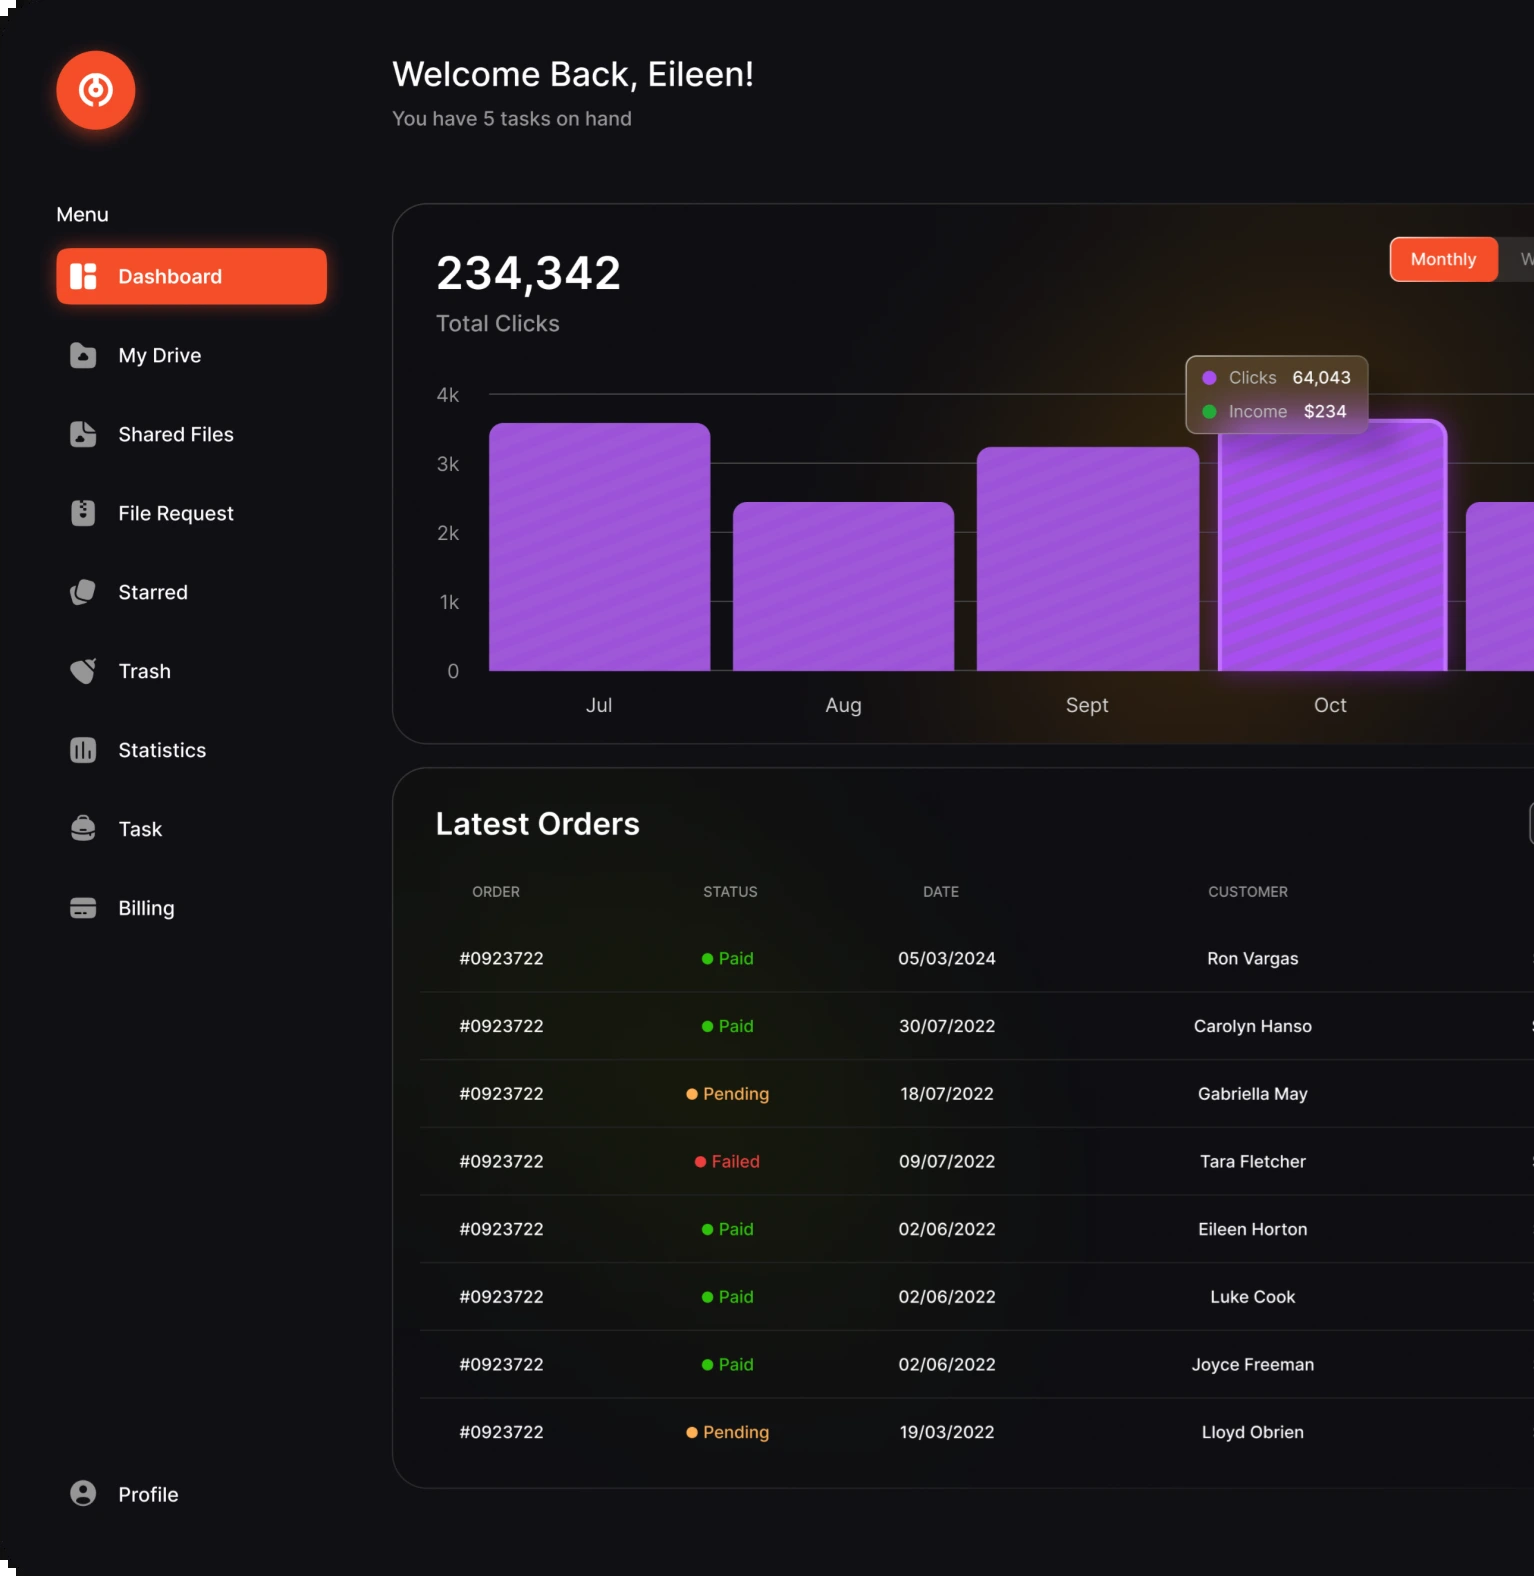 Welcome Back, Eileen!
You have 5 tasks on hand
Menu
Dashboard
My Drive
Shared Files
File Request
Starred
Trash
Statistics
Task
Billing
Profile
234,342
Total Clicks
Monthly
Clicks 64,043
Income $234
4k
3k
2k
1k
0
Jul Aug Sept Oct
Latest Orders
ORDER STATUS DATE CUSTOMER
#0923722 Paid 05/03/2024 Ron Vargas
#0923722 Paid 30/07/2022 Carolyn Hanso
#0923722 Pending 18/07/2022 Gabriella May
#0923722 Failed 09/07/2022 Tara Fletcher
#0923722 Paid 02/06/2022 Eileen Horton
#0923722 Paid 02/06/2022 Luke Cook
#0923722 Paid 02/06/2022 Joyce Freeman
#0923722 Pending 19/03/2022 Lloyd Obrien